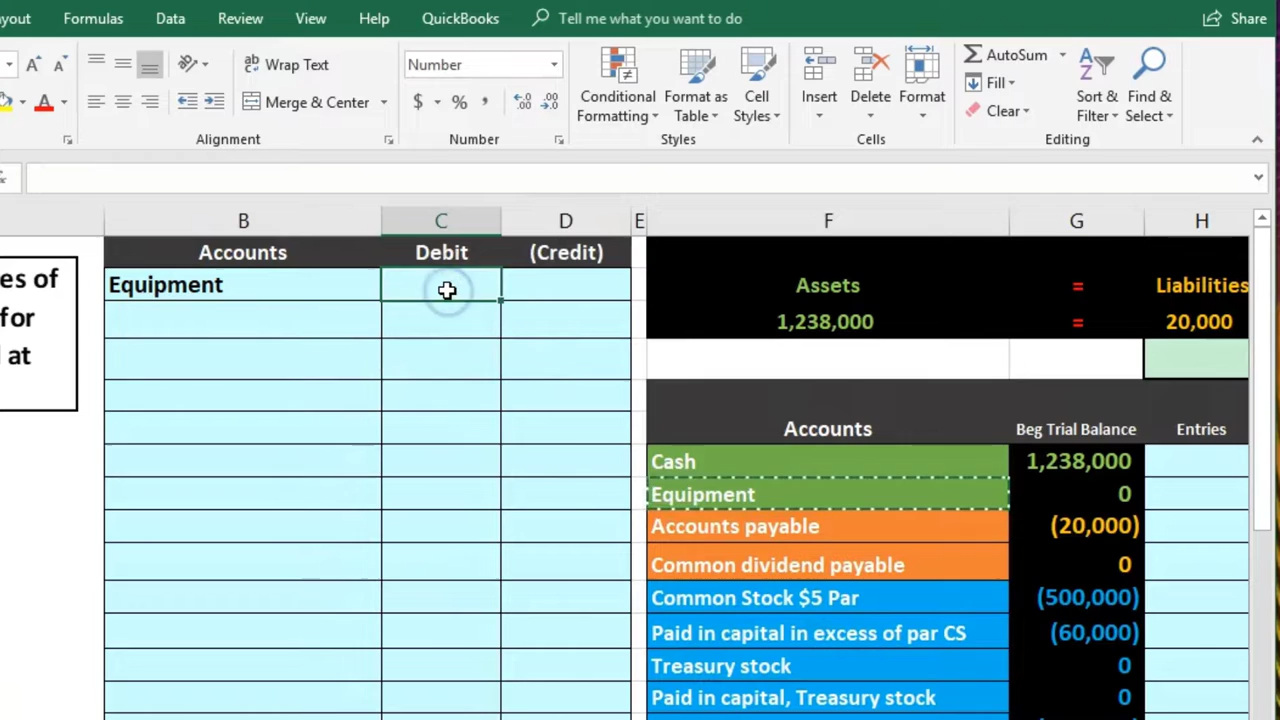 yout Formulas Data Review View Help QuickBooks Tell me what you want to do Share
A A ab Wrap Text Number AutoSum
Fill
A Merge & Center $ % , .00 Conditional Formatting Format as Table Cell Styles Insert Delete Format Clear Sort & Filter Find & Select
Alignment Number Styles Cells Editing
B C D E F G H
Accounts Debit (Credit)
es of Equipment Assets = Liabilities
for 1,238,000 = 20,000
at
Accounts Beg Trial Balance Entries
Cash 1,238,000
Equipment 0
Accounts payable (20,000)
Common dividend payable 0
Common Stock $5 Par (500,000)
Paid in capital in excess of par CS (60,000)
Treasury stock 0
Paid in capital, Treasury stock 0